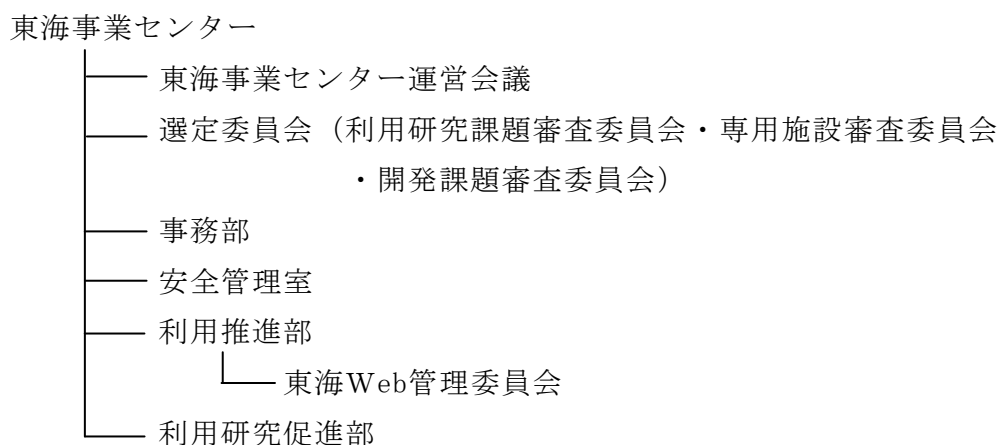 東海事業センター
東海事業センター運営会議
選定委員会（利用研究課題審査委員会・専用施設審査委員会
・開発課題審査委員会）
事務部
安全管理室
利用推進部
東海Web管理委員会
利用研究促進部